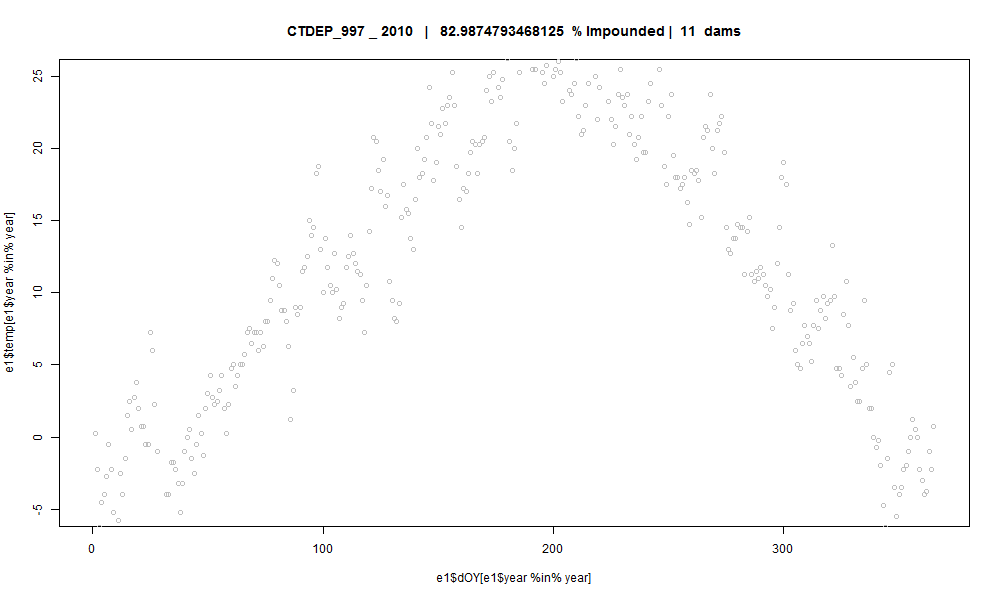 CTDEP_997 _ 2010 | 82.9874793468125 % Impounded | 11 dams
e1$temp[e1$year %in% year]
25
20
15
10
5
0
-5
0 100 200 300
e1$dOY[e1$year %in% year]